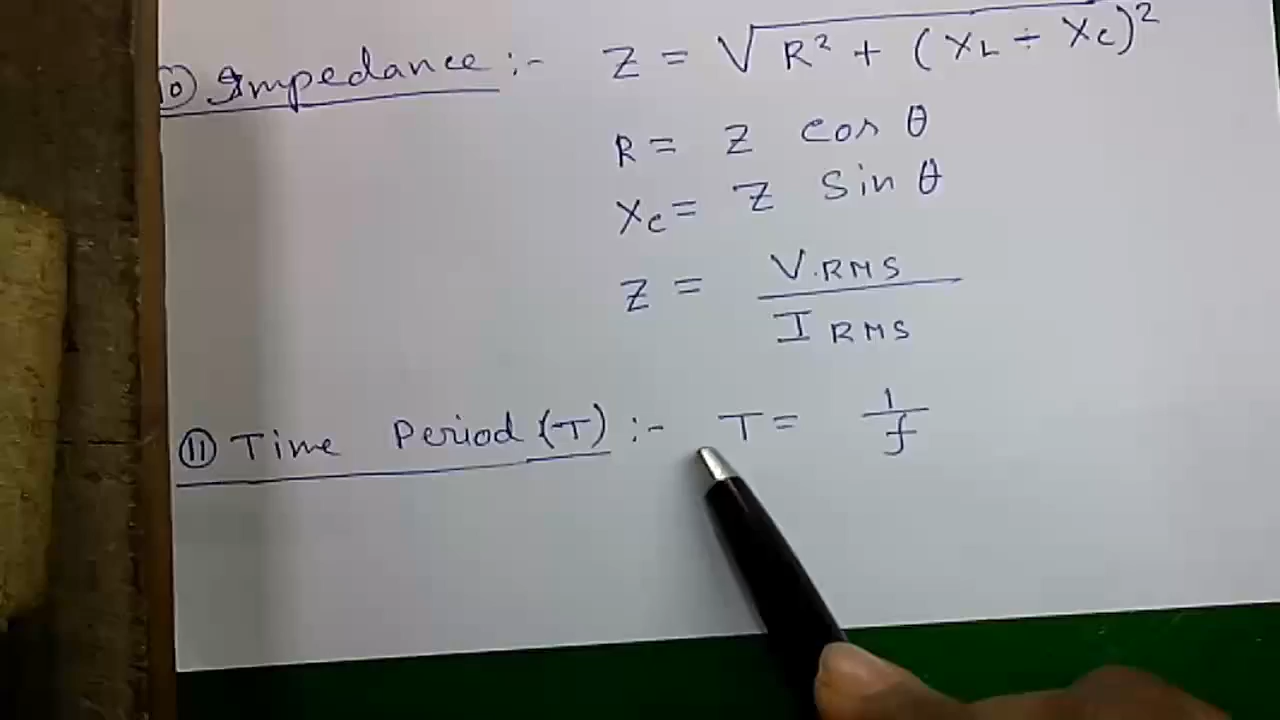 10) Impedance :- Z = √R² + (XL ÷ Xc)²
R = Z cos θ
Xc = Z Sin θ
Z = V.RMS
I RMS
11 Time Period (T) :- T = 1/f